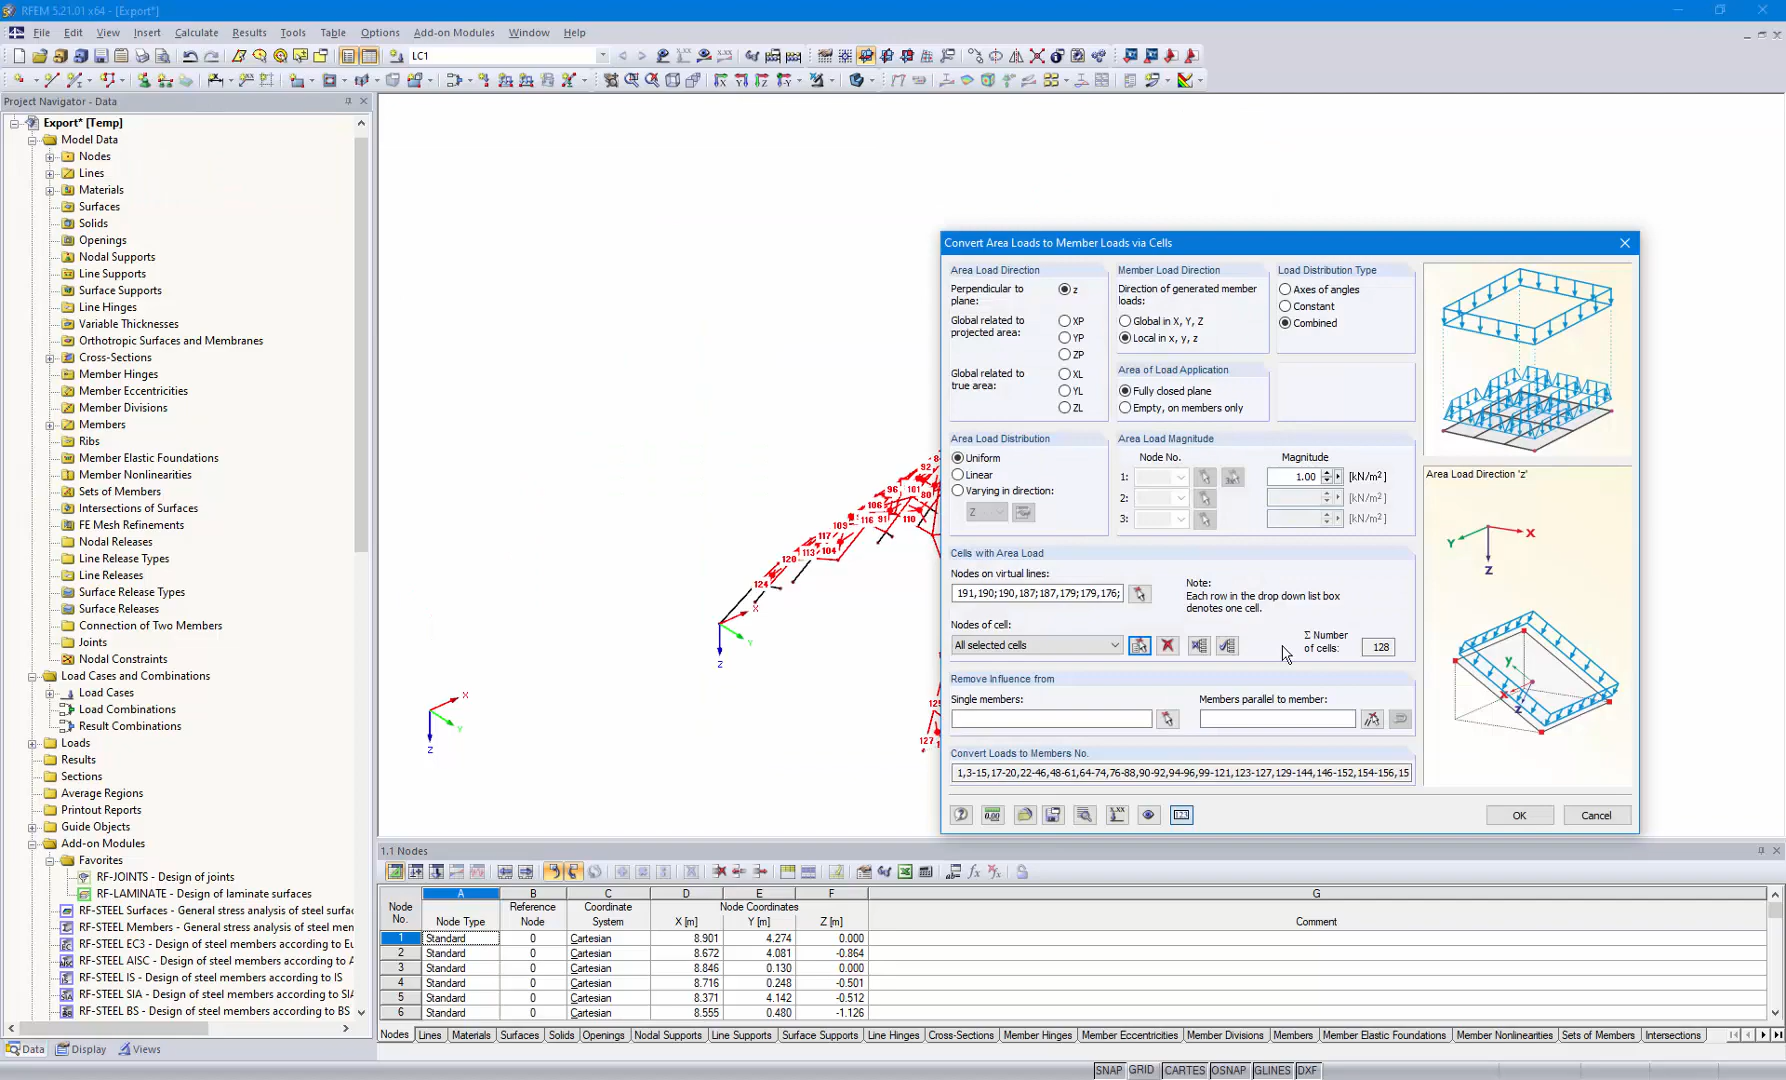 RFEM 5.21.01 x64 - [Export*]
File Edit View Insert Calculate Results Tools Table Options Add-on Modules Window Help
LC1
Project Navigator - Data
Export* [Temp]
Model Data
Nodes
Lines
Materials
Surfaces
Solids
Openings
Nodal Supports
Line Supports
Surface Supports
Line Hinges
Variable Thicknesses
Orthotropic Surfaces and Membranes
Cross-Sections
Member Hinges
Member Eccentricities
Member Divisions
Members
Ribs
Member Elastic Foundations
Member Nonlinearities
Sets of Members
Intersections of Surfaces
FE Mesh Refinements
Nodal Releases
Line Release Types
Line Releases
Surface Release Types
Surface Releases
Connection of Two Members
Joints
Nodal Constraints
Load Cases and Combinations
Load Cases
Load Combinations
Result Combinations
Loads
Results
Sections
Average Regions
Printout Reports
Guide Objects
Add-on Modules
Favorites
RF-JOINTS - Design of joints
RF-LAMINATE - Design of laminate surfaces
RF-STEEL Surfaces - General stress analysis of steel surfac
RF-STEEL Members - General stress analysis of steel mem
RF-STEEL EC3 - Design of steel members according to Eu
RF-STEEL AISC - Design of steel members according to A
RF-STEEL IS - Design of steel members according to IS
RF-STEEL SIA - Design of steel members according to SIA
RF-STEEL BS - Design of steel members according to BS
Data Display Views
92
96 101 80
106
116 91 110
109
117
113 104
120
124
X
Y
Z
X
Y
Z
127
Convert Area Loads to Member Loads via Cells
Area Load Direction
Perpendicular to plane: z
Global related to projected area: XP
YP
ZP
Global related to true area: XL
YL
ZL
Member Load Direction
Direction of generated member loads:
Global in X, Y, Z
Local in x, y, z
Load Distribution Type
Axes of angles
Constant
Combined
Area of Load Application
Fully closed plane
Empty, on members only
Area Load Distribution
Uniform
Linear
Varying in direction:
Z
Area Load Magnitude
Node No. Magnitude
1: 1.00 [kN/m2]
2: [kN/m2]
3: [kN/m2]
Cells with Area Load
Nodes on virtual lines:
191,190;190,187;187,179;179,176;
Note:
Each row in the drop down list box
denotes one cell.
Nodes of cell:
All selected cells
Σ Number
of cells: 128
Remove Influence from
Single members: Members parallel to member:
Convert Loads to Members No.
1,3-15,17-20,22-46,48-61,64-74,76-88,90-92,94-96,99-121,123-127,129-144,146-152,154-156,15
OK Cancel
Area Load Direction 'z'
X
Y
Z
y
x
z
1.1 Nodes
A B C D E F G
Node Reference Coordinate Node Coordinates
No. Node Type Node System X [m] Y [m] Z [m] Comment
1 Standard 0 Cartesian 8.901 4.274 0.000
2 Standard 0 Cartesian 8.672 4.081 -0.864
3 Standard 0 Cartesian 8.846 0.130 0.000
4 Standard 0 Cartesian 8.716 0.248 -0.501
5 Standard 0 Cartesian 8.371 4.142 -0.512
6 Standard 0 Cartesian 8.555 0.480 -1.126
Nodes Lines Materials Surfaces Solids Openings Nodal Supports Line Supports Surface Supports Line Hinges Cross-Sections Member Hinges Member Eccentricities Member Divisions Members Member Elastic Foundations Member Nonlinearities Sets of Members Intersections
SNAP GRID CARTES OSNAP GLINES DXF